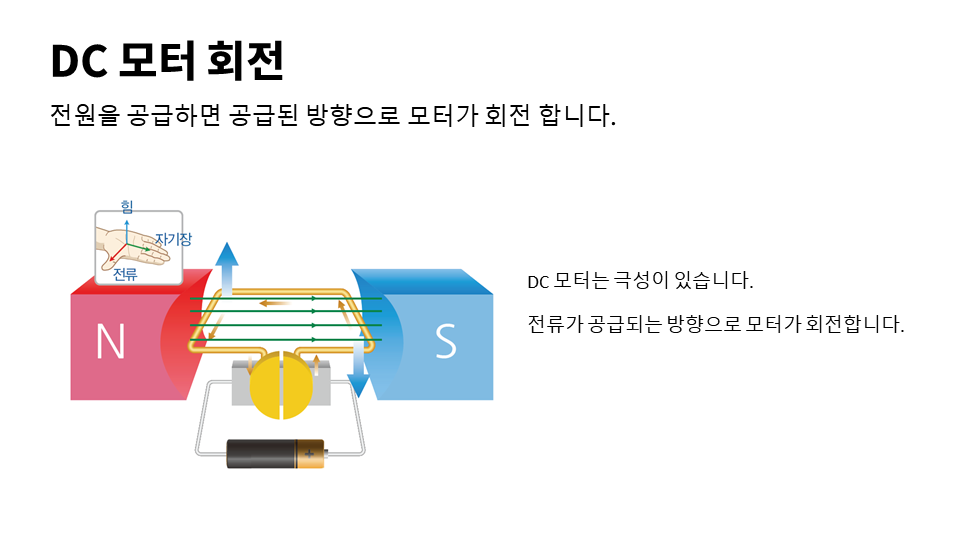 DC 모터 회전
전원을 공급하면 공급된 방향으로 모터가 회전 합니다.
힘
자기장
전류
N
S
+
DC 모터는 극성이 있습니다.
전류가 공급되는 방향으로 모터가 회전합니다.